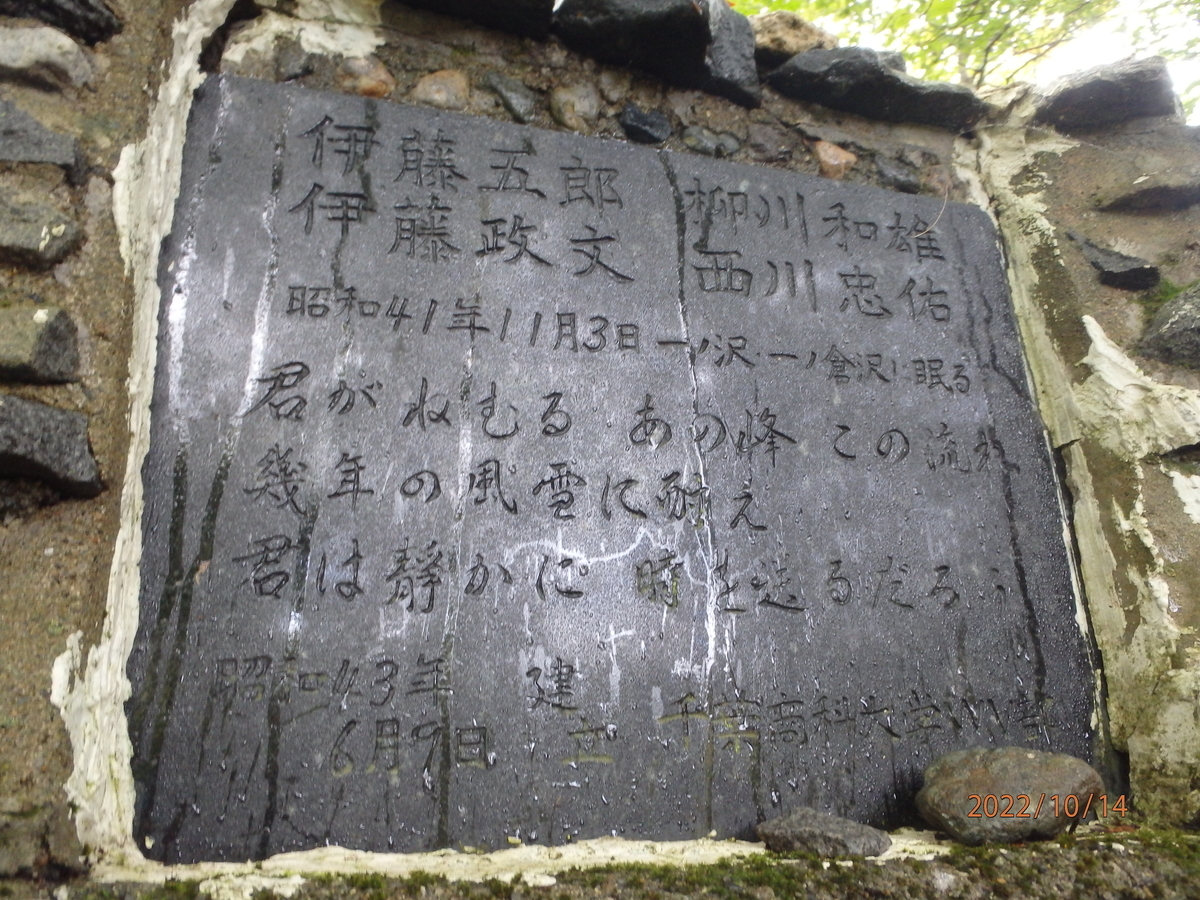 伊藤五郎 柳川和雄
伊藤政文 西川忠佑
昭和41年11月3日 一ノ沢 一ノ倉沢ニ眠る
君がねむる あの峰 この流れ
幾年の風雪に耐え
君は静かに 時を送るだろう
昭和43年 建
6月9日 立 千葉
2022/10/14